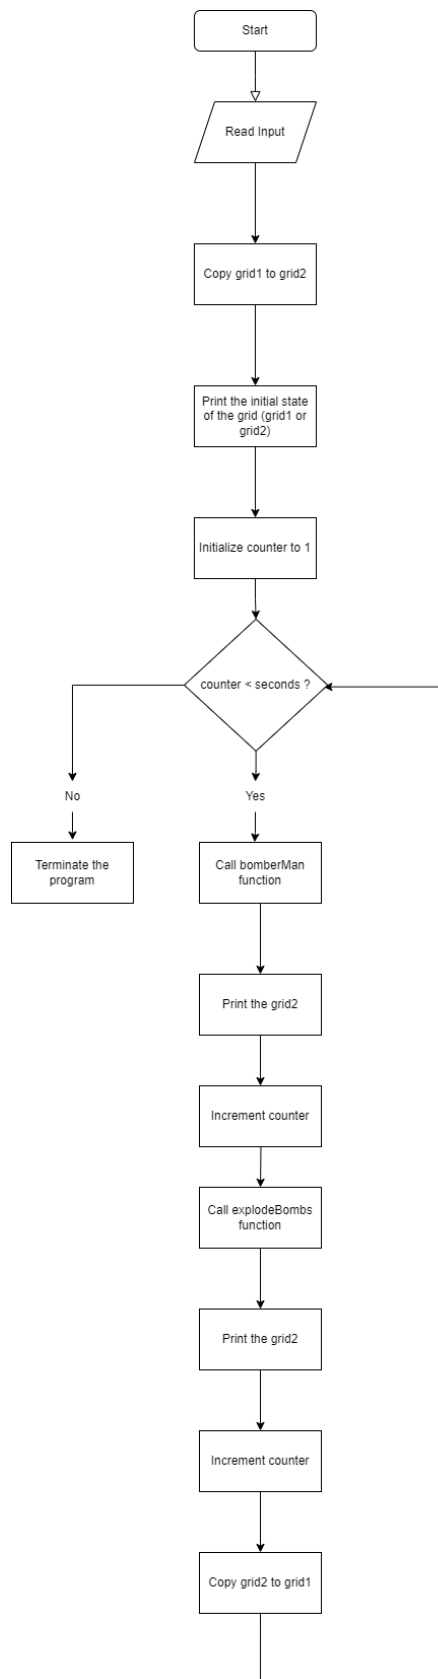 Start
Read Input
Copy grid1 to grid2
Print the initial state
of the grid (grid1 or
grid2)
Initialize counter to 1
counter < seconds ?
No
Yes
Terminate the
program
Call bomberMan
function
Print the grid2
Increment counter
Call explodeBombs
function
Print the grid2
Increment counter
Copy grid2 to grid1